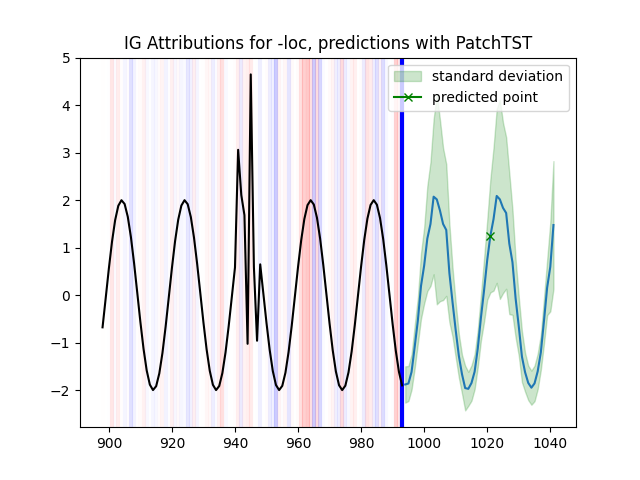 IG Attributions for -loc, predictions with PatchTST
standard deviation
predicted point
5
4
3
2
1
0
−1
−2
900 920 940 960 980 1000 1020 1040